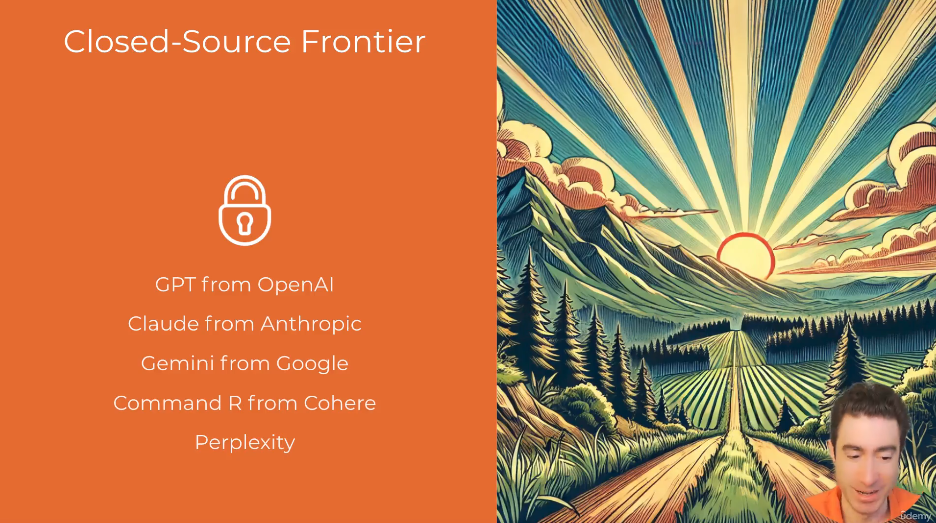 Closed-Source Frontier
GPT from OpenAI
Claude from Anthropic
Gemini from Google
Command R from Cohere
Perplexity
udemy